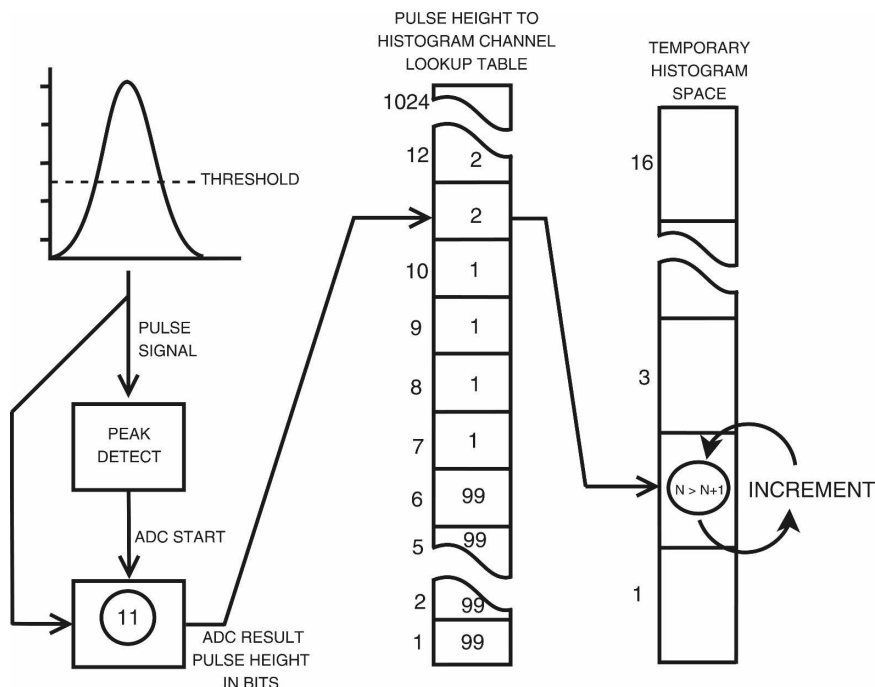 PULSE HEIGHT TO
HISTOGRAM CHANNEL
LOOKUP TABLE
TEMPORARY
HISTOGRAM
SPACE
THRESHOLD
PULSE
SIGNAL
PEAK
DETECT
ADC START
11
ADC RESULT
PULSE HEIGHT
IN BITS
1024
12 2
2
10 1
9 1
8 1
7 1
6 99
5 99
2 99
1 99
16
3
N > N+1 INCREMENT
1